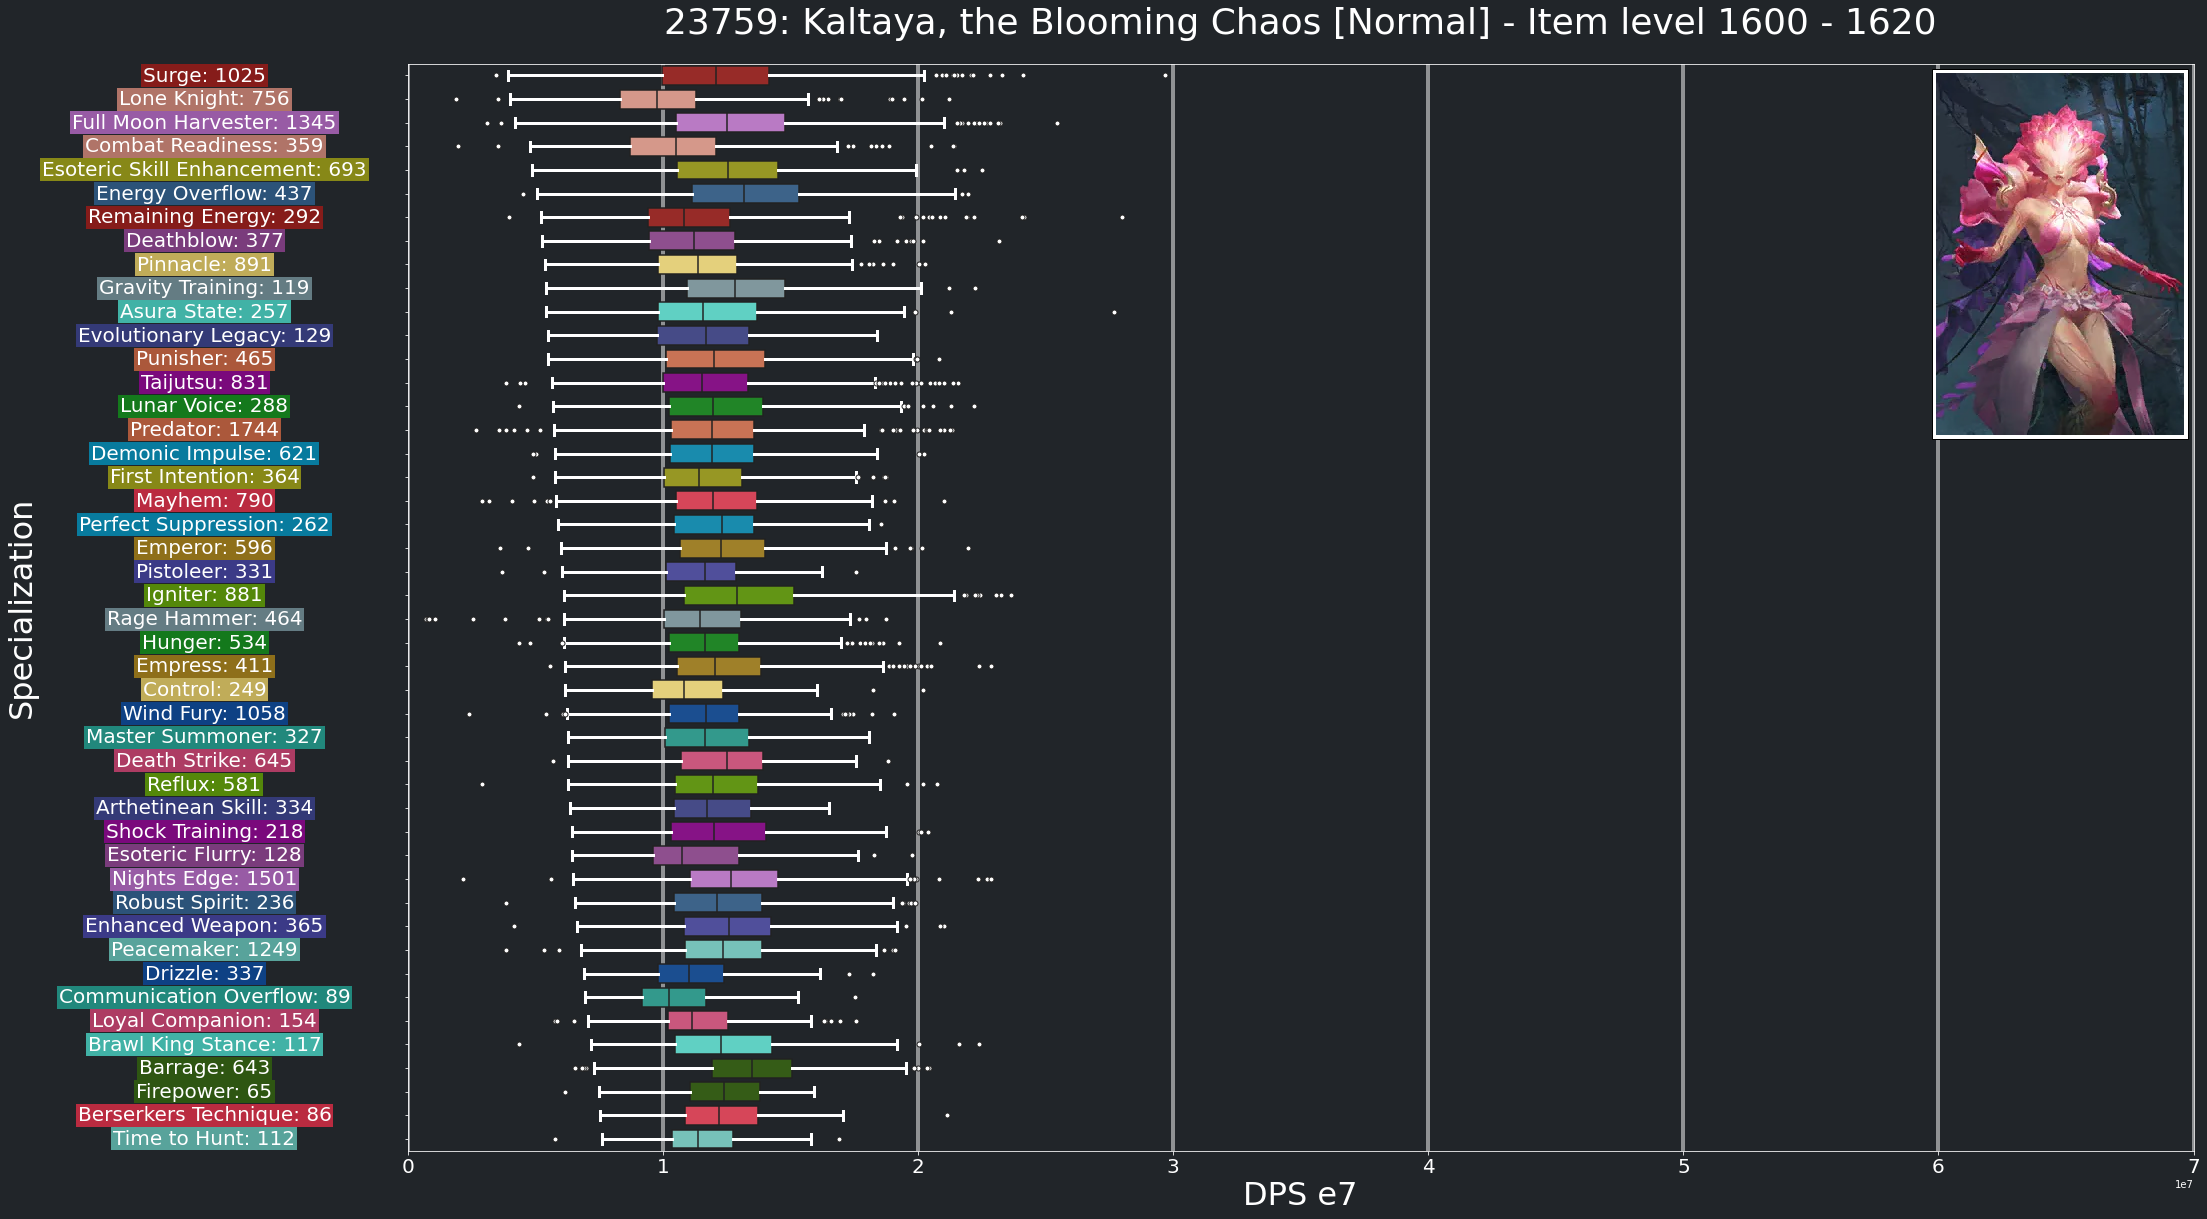 23759: Kaltaya, the Blooming Chaos [Normal] - Item level 1600 - 1620
Specialization
Surge: 1025
Lone Knight: 756
Full Moon Harvester: 1345
Combat Readiness: 359
Esoteric Skill Enhancement: 693
Energy Overflow: 437
Remaining Energy: 292
Deathblow: 377
Pinnacle: 891
Gravity Training: 119
Asura State: 257
Evolutionary Legacy: 129
Punisher: 465
Taijutsu: 831
Lunar Voice: 288
Predator: 1744
Demonic Impulse: 621
First Intention: 364
Mayhem: 790
Perfect Suppression: 262
Emperor: 596
Pistoleer: 331
Igniter: 881
Rage Hammer: 464
Hunger: 534
Empress: 411
Control: 249
Wind Fury: 1058
Master Summoner: 327
Death Strike: 645
Reflux: 581
Arthetinean Skill: 334
Shock Training: 218
Esoteric Flurry: 128
Nights Edge: 1501
Robust Spirit: 236
Enhanced Weapon: 365
Peacemaker: 1249
Drizzle: 337
Communication Overflow: 89
Loyal Companion: 154
Brawl King Stance: 117
Barrage: 643
Firepower: 65
Berserkers Technique: 86
Time to Hunt: 112
0 1 2 3 4 5 6 7
1e7
DPS e7